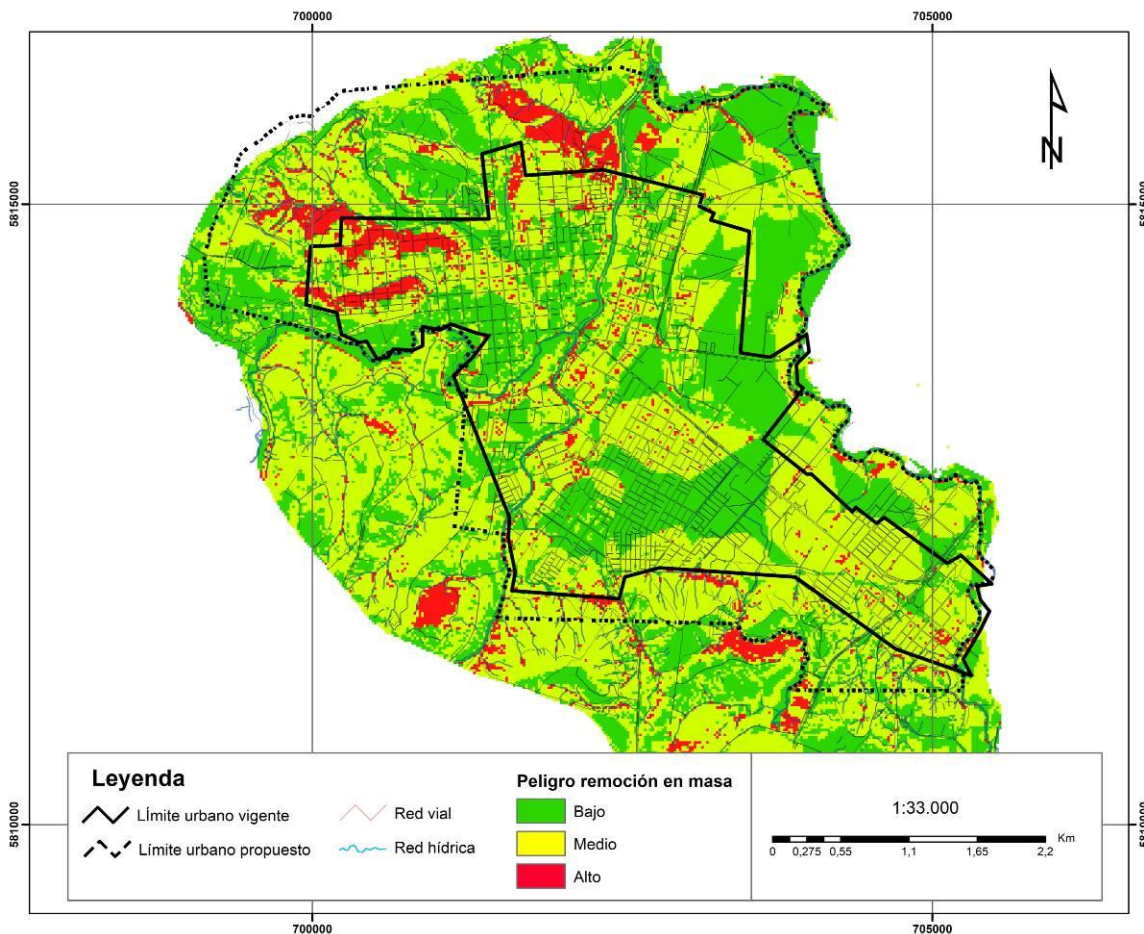 700000
705000
N
5815000
5815000
Leyenda
Límite urbano vigente
Límite urbano propuesto
Red vial
Red hídrica
Peligro remoción en masa
Bajo
Medio
Alto
1:33.000
Km
0 0,275 0,55 1,1 1,65 2,2
5810000
5810000
700000
705000